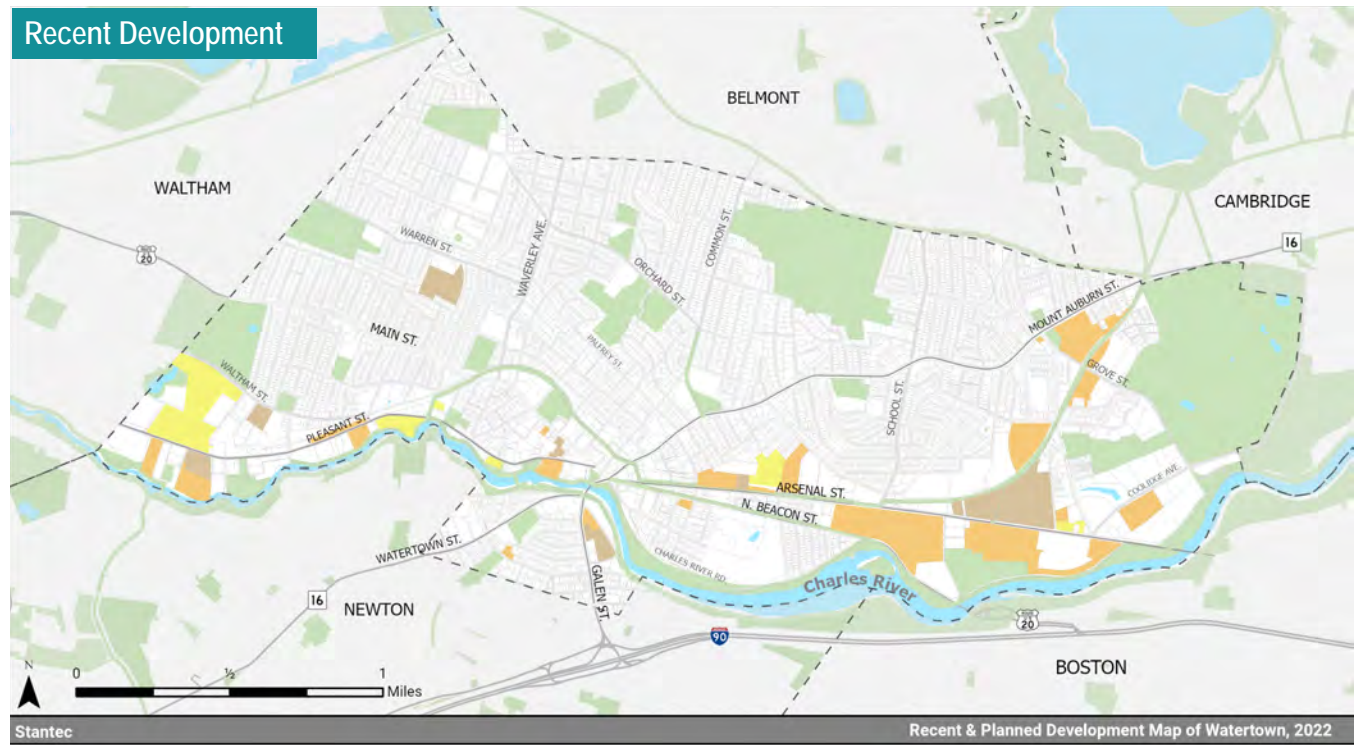 Recent Development
BELMONT
WALTHAM
CAMBRIDGE
16
20
WARREN ST.
WAVERLEY AVE.
ORCHARD ST.
COMMON ST.
MAIN ST.
MOUNT AUBURN ST.
PALFREY ST.
WALTHAM ST.
GROVE ST.
SCHOOL ST.
PLEASANT ST.
ARSENAL ST.
COOLIDGE AVE.
N. BEACON ST.
WATERTOWN ST.
CHARLES RIVER RD.
Charles River
GALEN ST.
16
NEWTON
20
90
BOSTON
N
0 ½ 1
Miles
Stantec
Recent & Planned Development Map of Watertown, 2022